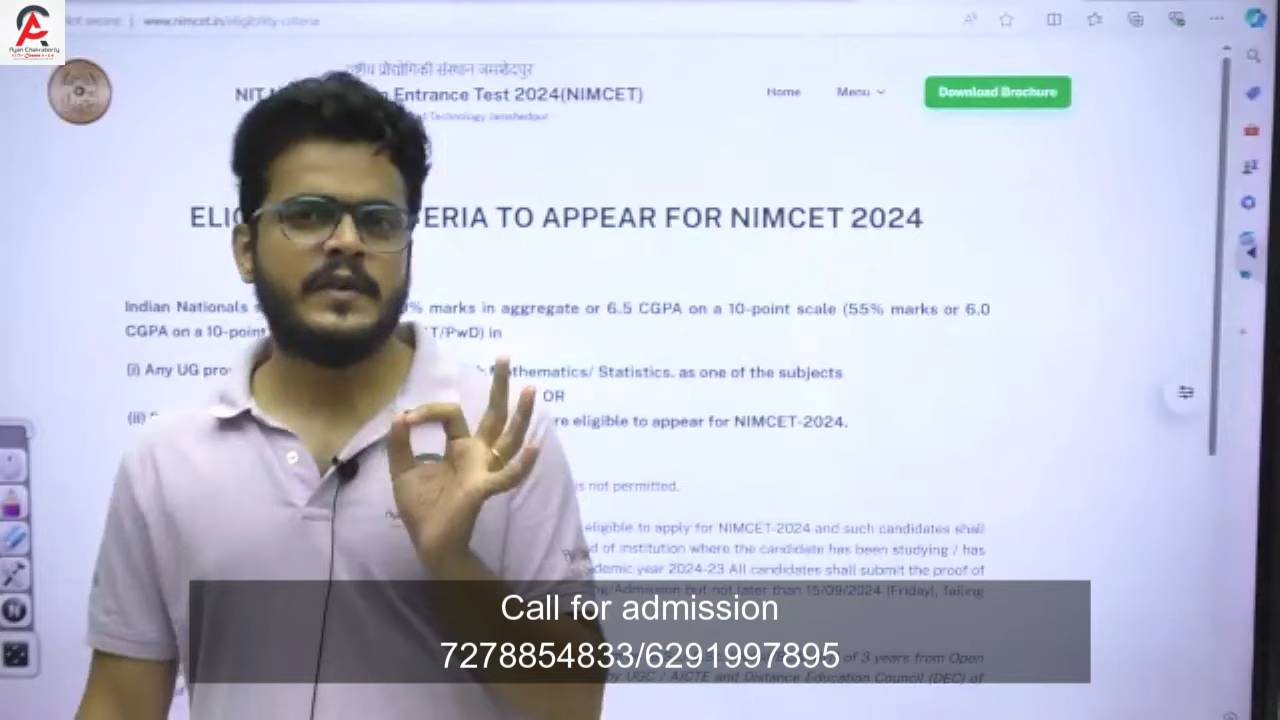 Ayan Chakraborty
www.nimcet.in/eligibility-criteria
राष्ट्रीय प्रौद्योगिकी संस्थान जमशेदपुर
NIT Entrance Test 2024(NIMCET)
Technology Jamshedpur
Home
Menu
Download Brochure
ERIA TO APPEAR FOR NIMCET 2024
Indian Nationals % marks in aggregate or 6.5 CGPA on a 10-point scale (55% marks or 6.0
CGPA on a 10-point T/PwD) in
(i) Any UG Mathematics/ Statistics. as one of the subjects
OR
(ii) re eligible to appear for NIMCET-2024.
is not permitted.
eligible to apply for NIMCET-2024 and such candidates shall
d of institution where the candidate has been studying / has
demic year 2024-23 All candidates shall submit the proof of
ng/Admission but not later than 15/09/2024 (Friday), failing
Call for admission
7278854833/6291997895
of 3 years from Open
by UGC / AICTE and Distance Education Council (DEC) of